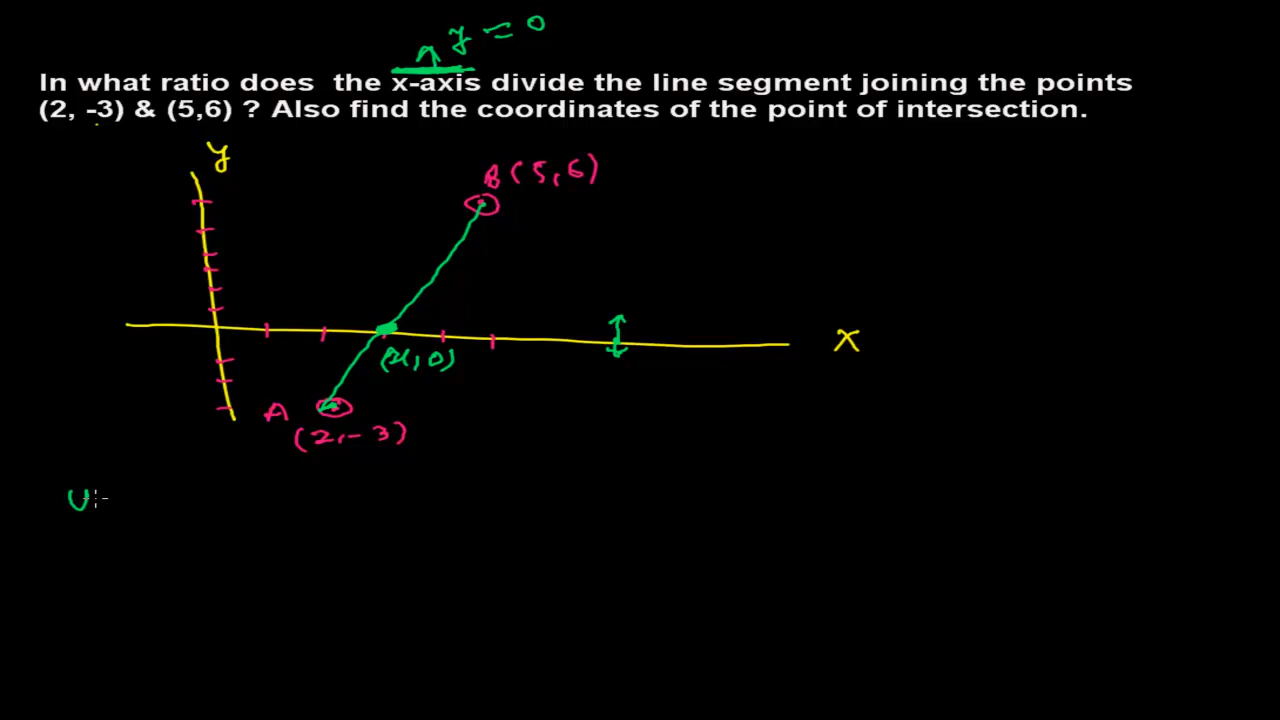 y = 0
In what ratio does the x-axis divide the line segment joining the points
(2, -3) & (5,6) ? Also find the coordinates of the point of intersection.
y
B (5, 6)
X
(x, 0)
A
(2, -3)
U